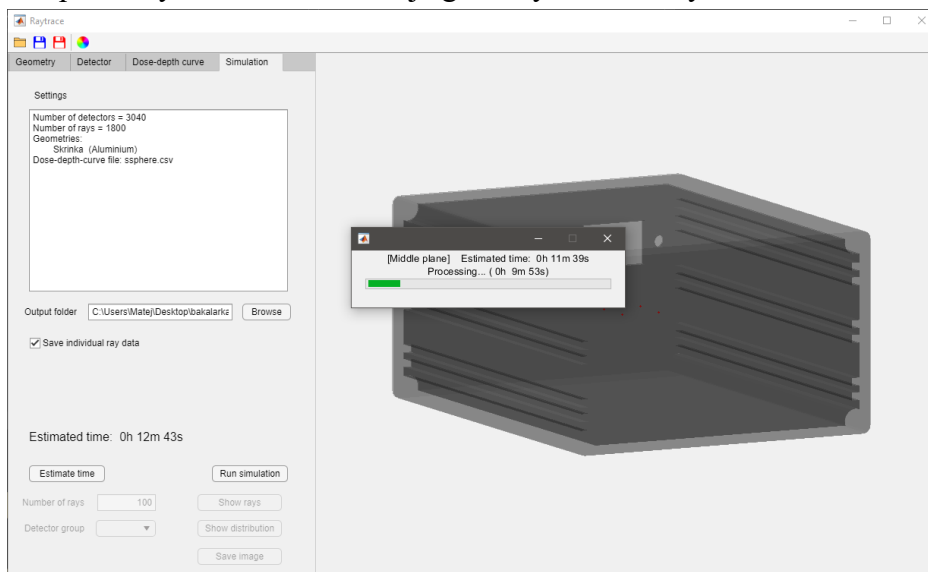 Raytrace
Geometry Detector Dose-depth curve Simulation
Settings
Number of detectors = 3040
Number of rays = 1800
Geometries:
Skrinka (Aluminium)
Dose-depth-curve file: ssphere.csv
[Middle plane] Estimated time: 0h 11m 39s
Processing... ( 0h 9m 53s)
Output folder C:\Users\Matej\Desktop\bakalarka Browse
Save individual ray data
Estimated time: 0h 12m 43s
Estimate time Run simulation
Number of rays 100 Show rays
Detector group Show distribution
Save image